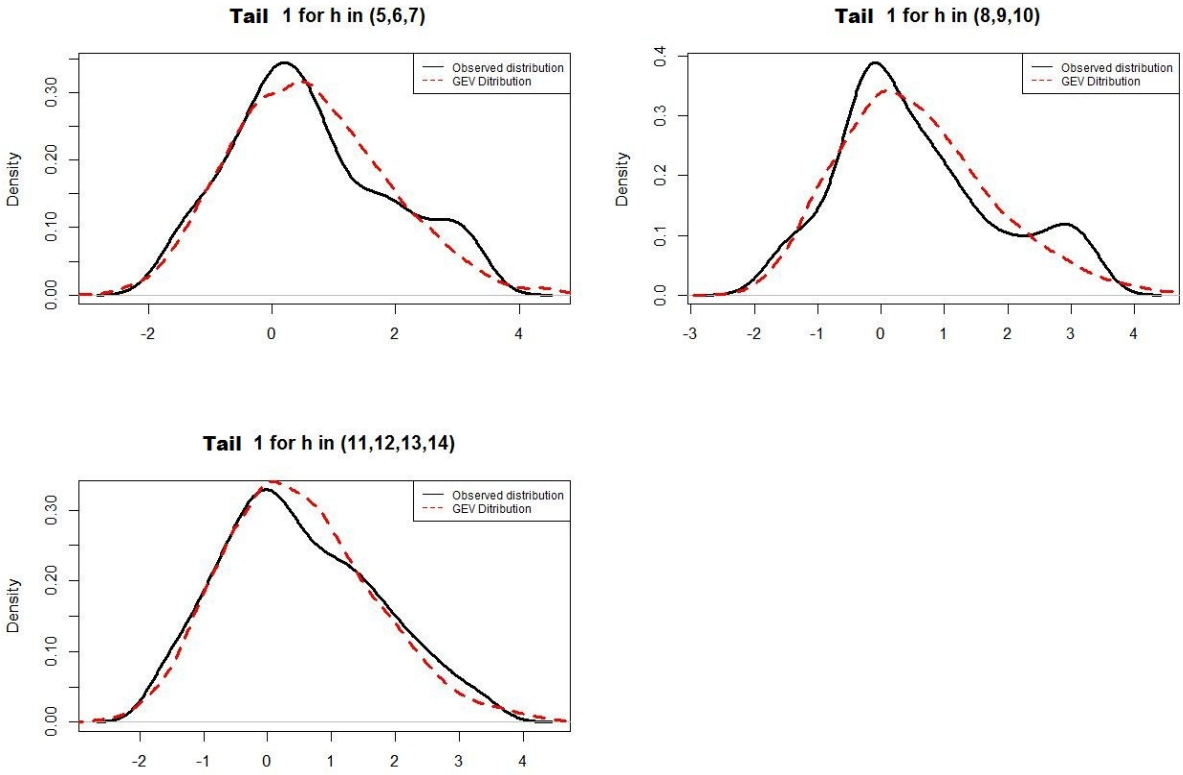 Tail 1 for h in (5,6,7)
Density
0.00
0.10
0.20
0.30
Observed distribution
GEV Ditribution
-2
0
2
4
Tail 1 for h in (8,9,10)
Density
0.0
0.1
0.2
0.3
0.4
Observed distribution
GEV Ditribution
-3
-2
-1
0
1
2
3
4
Tail 1 for h in (11,12,13,14)
Density
0.00
0.10
0.20
0.30
Observed distribution
GEV Ditribution
-2
-1
0
1
2
3
4